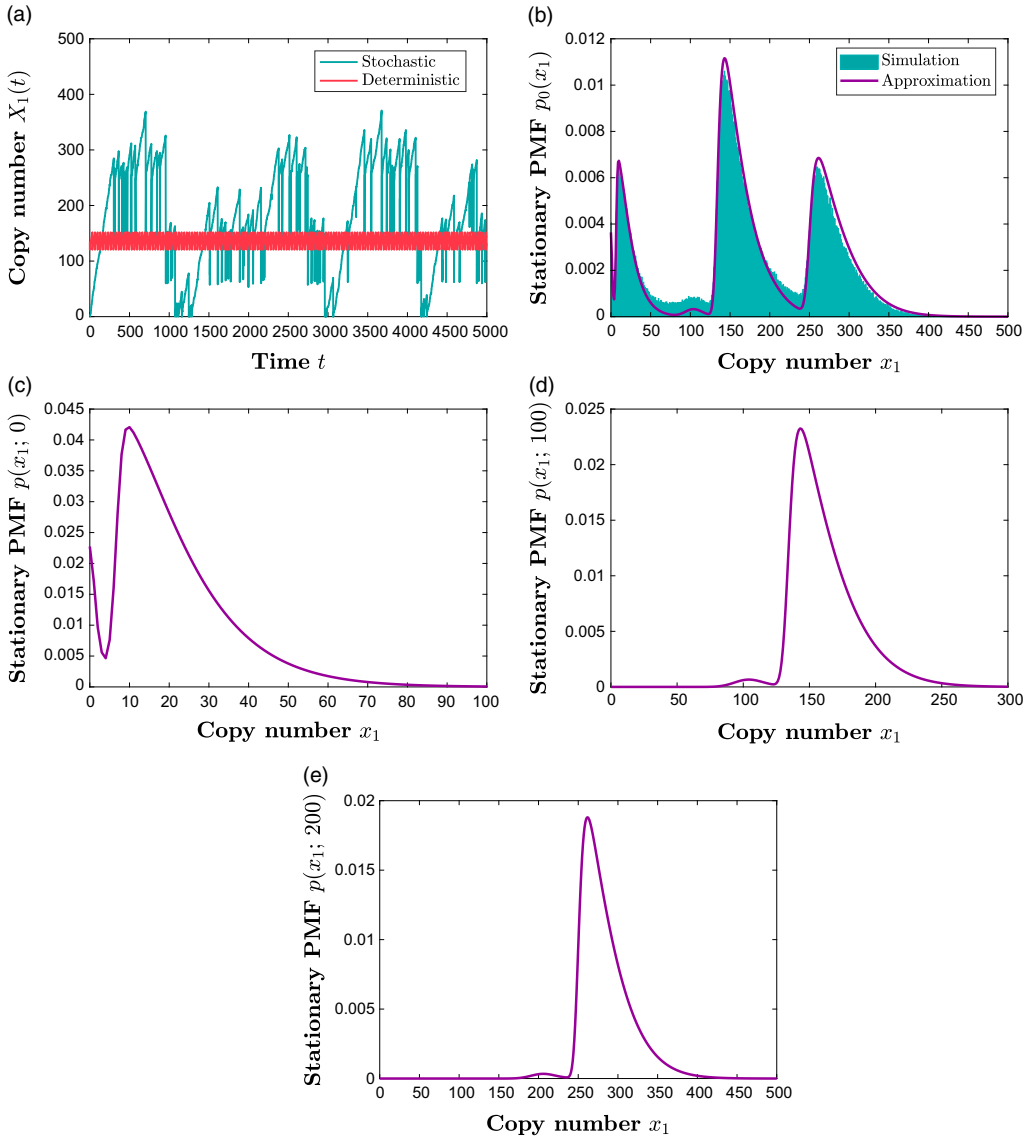 (a)
Copy number X₁(t)
500
400
300
200
100
0
Stochastic
Deterministic
0 500 1000 1500 2000 2500 3000 3500 4000 4500 5000
Time t
(b)
Stationary PMF p₀(x₁)
0.012
0.01
0.008
0.006
0.004
0.002
0
Simulation
Approximation
0 50 100 150 200 250 300 350 400 450 500
Copy number x₁
(c)
Stationary PMF p(x₁; 0)
0.045
0.04
0.035
0.03
0.025
0.02
0.015
0.01
0.005
0
0 10 20 30 40 50 60 70 80 90 100
Copy number x₁
(d)
Stationary PMF p(x₁; 100)
0.025
0.02
0.015
0.01
0.005
0
0 50 100 150 200 250 300
Copy number x₁
(e)
Stationary PMF p(x₁; 200)
0.02
0.015
0.01
0.005
0
0 50 100 150 200 250 300 350 400 450 500
Copy number x₁